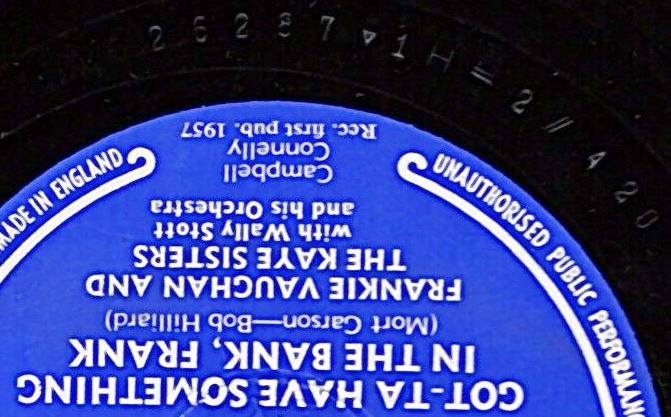 GOT-TA HAVE SOMETHING
IN THE BANK, FRANK
(Mort Garson—Bob Hilliard)
FRANKIE VAUGHAN AND
THE KAYE SISTERS
with Wally Stott
and his Orchestra
Campbell
Connelly
Rec. first pub. 1957
MADE IN ENGLAND
UNAUTHORISED PUBLIC PERFORMANC
2 6 2 8 7 ▾ 1 H = 2 // 4 2 0